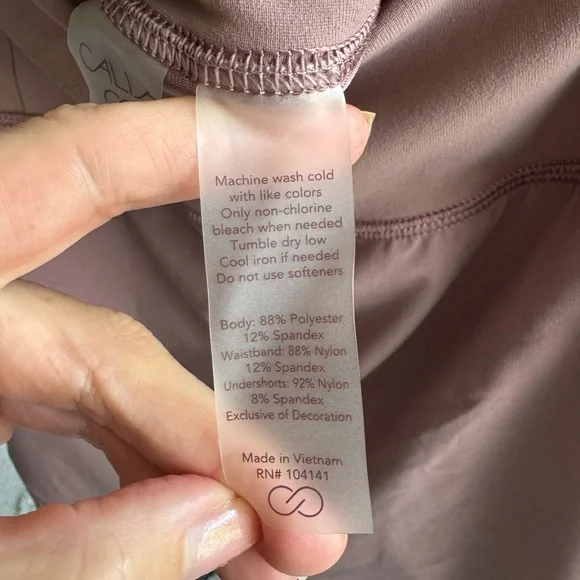 CALIA
Machine wash cold
with like colors
Only non-chlorine
bleach when needed
Tumble dry low
Cool iron if needed
Do not use softeners
Body: 88% Polyester
12% Spandex
Waistband: 88% Nylon
12% Spandex
Undershorts: 92% Nylon
8% Spandex
Exclusive of Decoration
Made in Vietnam
RN# 104141